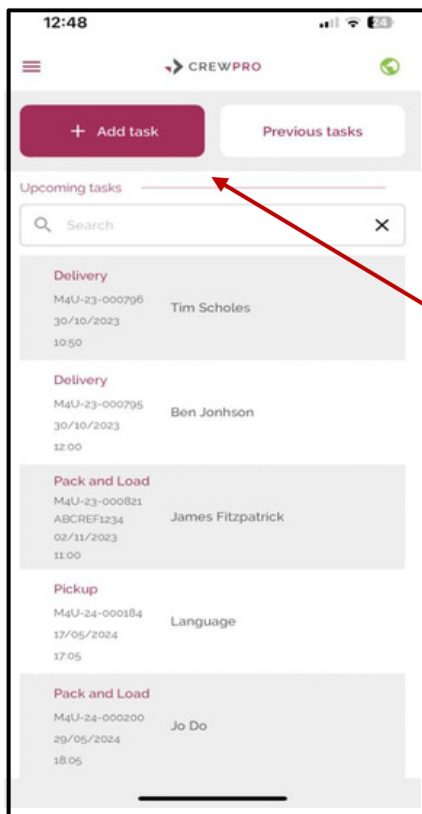 12:48
24
CREWPRO
+ Add task
Previous tasks
Upcoming tasks
Search
Delivery
M4U-23-000796
30/10/2023
10:50
Tim Scholes
Delivery
M4U-23-000795
30/10/2023
12:00
Ben Jonhson
Pack and Load
M4U-23-000821
ABCREF1234
02/11/2023
11:00
James Fitzpatrick
Pickup
M4U-24-000184
17/05/2024
17:05
Language
Pack and Load
M4U-24-000200
29/05/2024
18:05
Jo Do